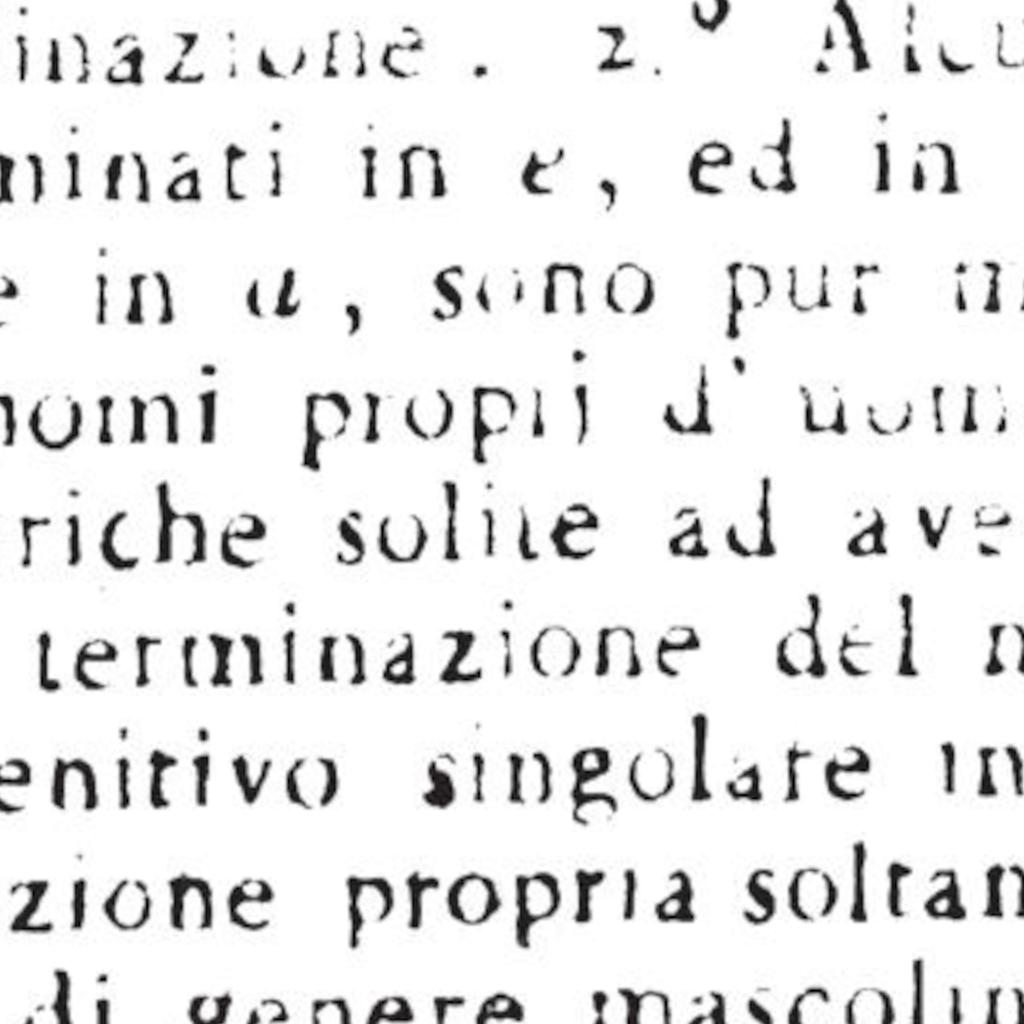 inazione. 2.° Alcu
minati in e, ed in
e in a, sono pur m
nomi proprj d' uom
riche solite ad ave
terminazione del n
enitivo singolare in
zione propria soltan
di genere mascolin